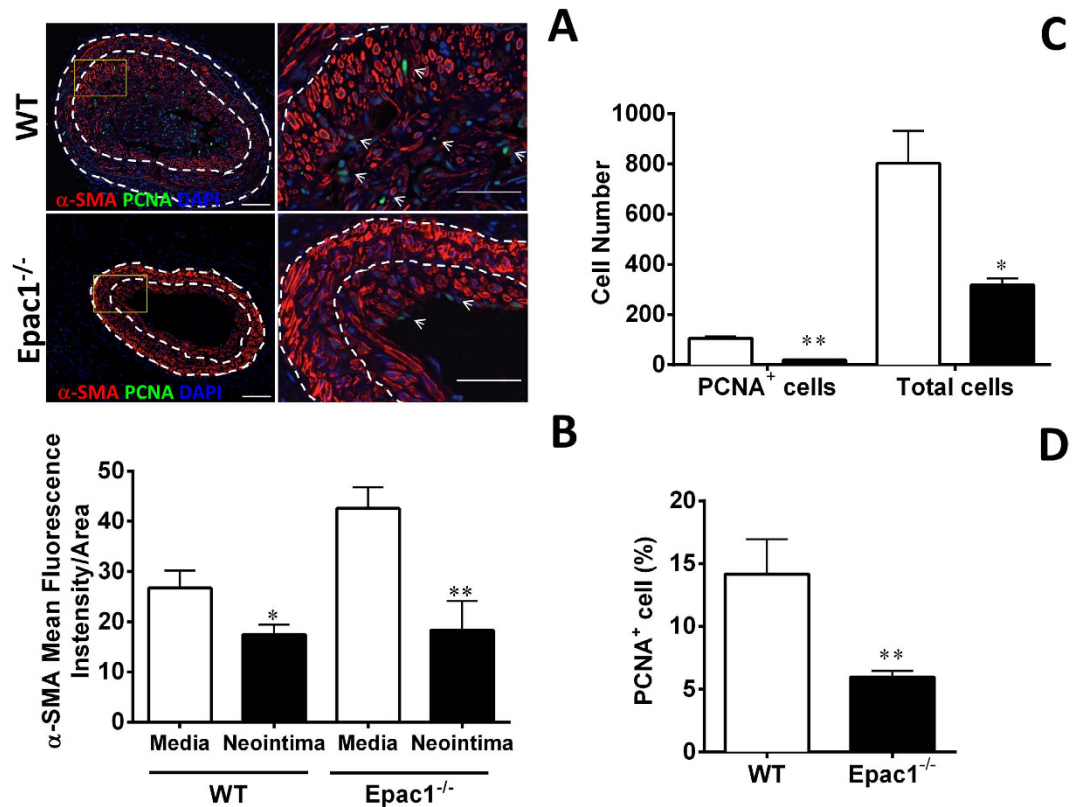 A
WT
α-SMA PCNA DAPI
Epac1-/-
α-SMA PCNA DAPI
B
α-SMA Mean Fluorescence
Instensity/Area
50
40
30
20
10
0
*
**
Media Neointima Media Neointima
WT Epac1-/-
C
Cell Number
1000
800
600
400
200
0
**
*
PCNA+ cells Total cells
D
PCNA+ cell (%)
20
15
10
5
0
**
WT Epac1-/-